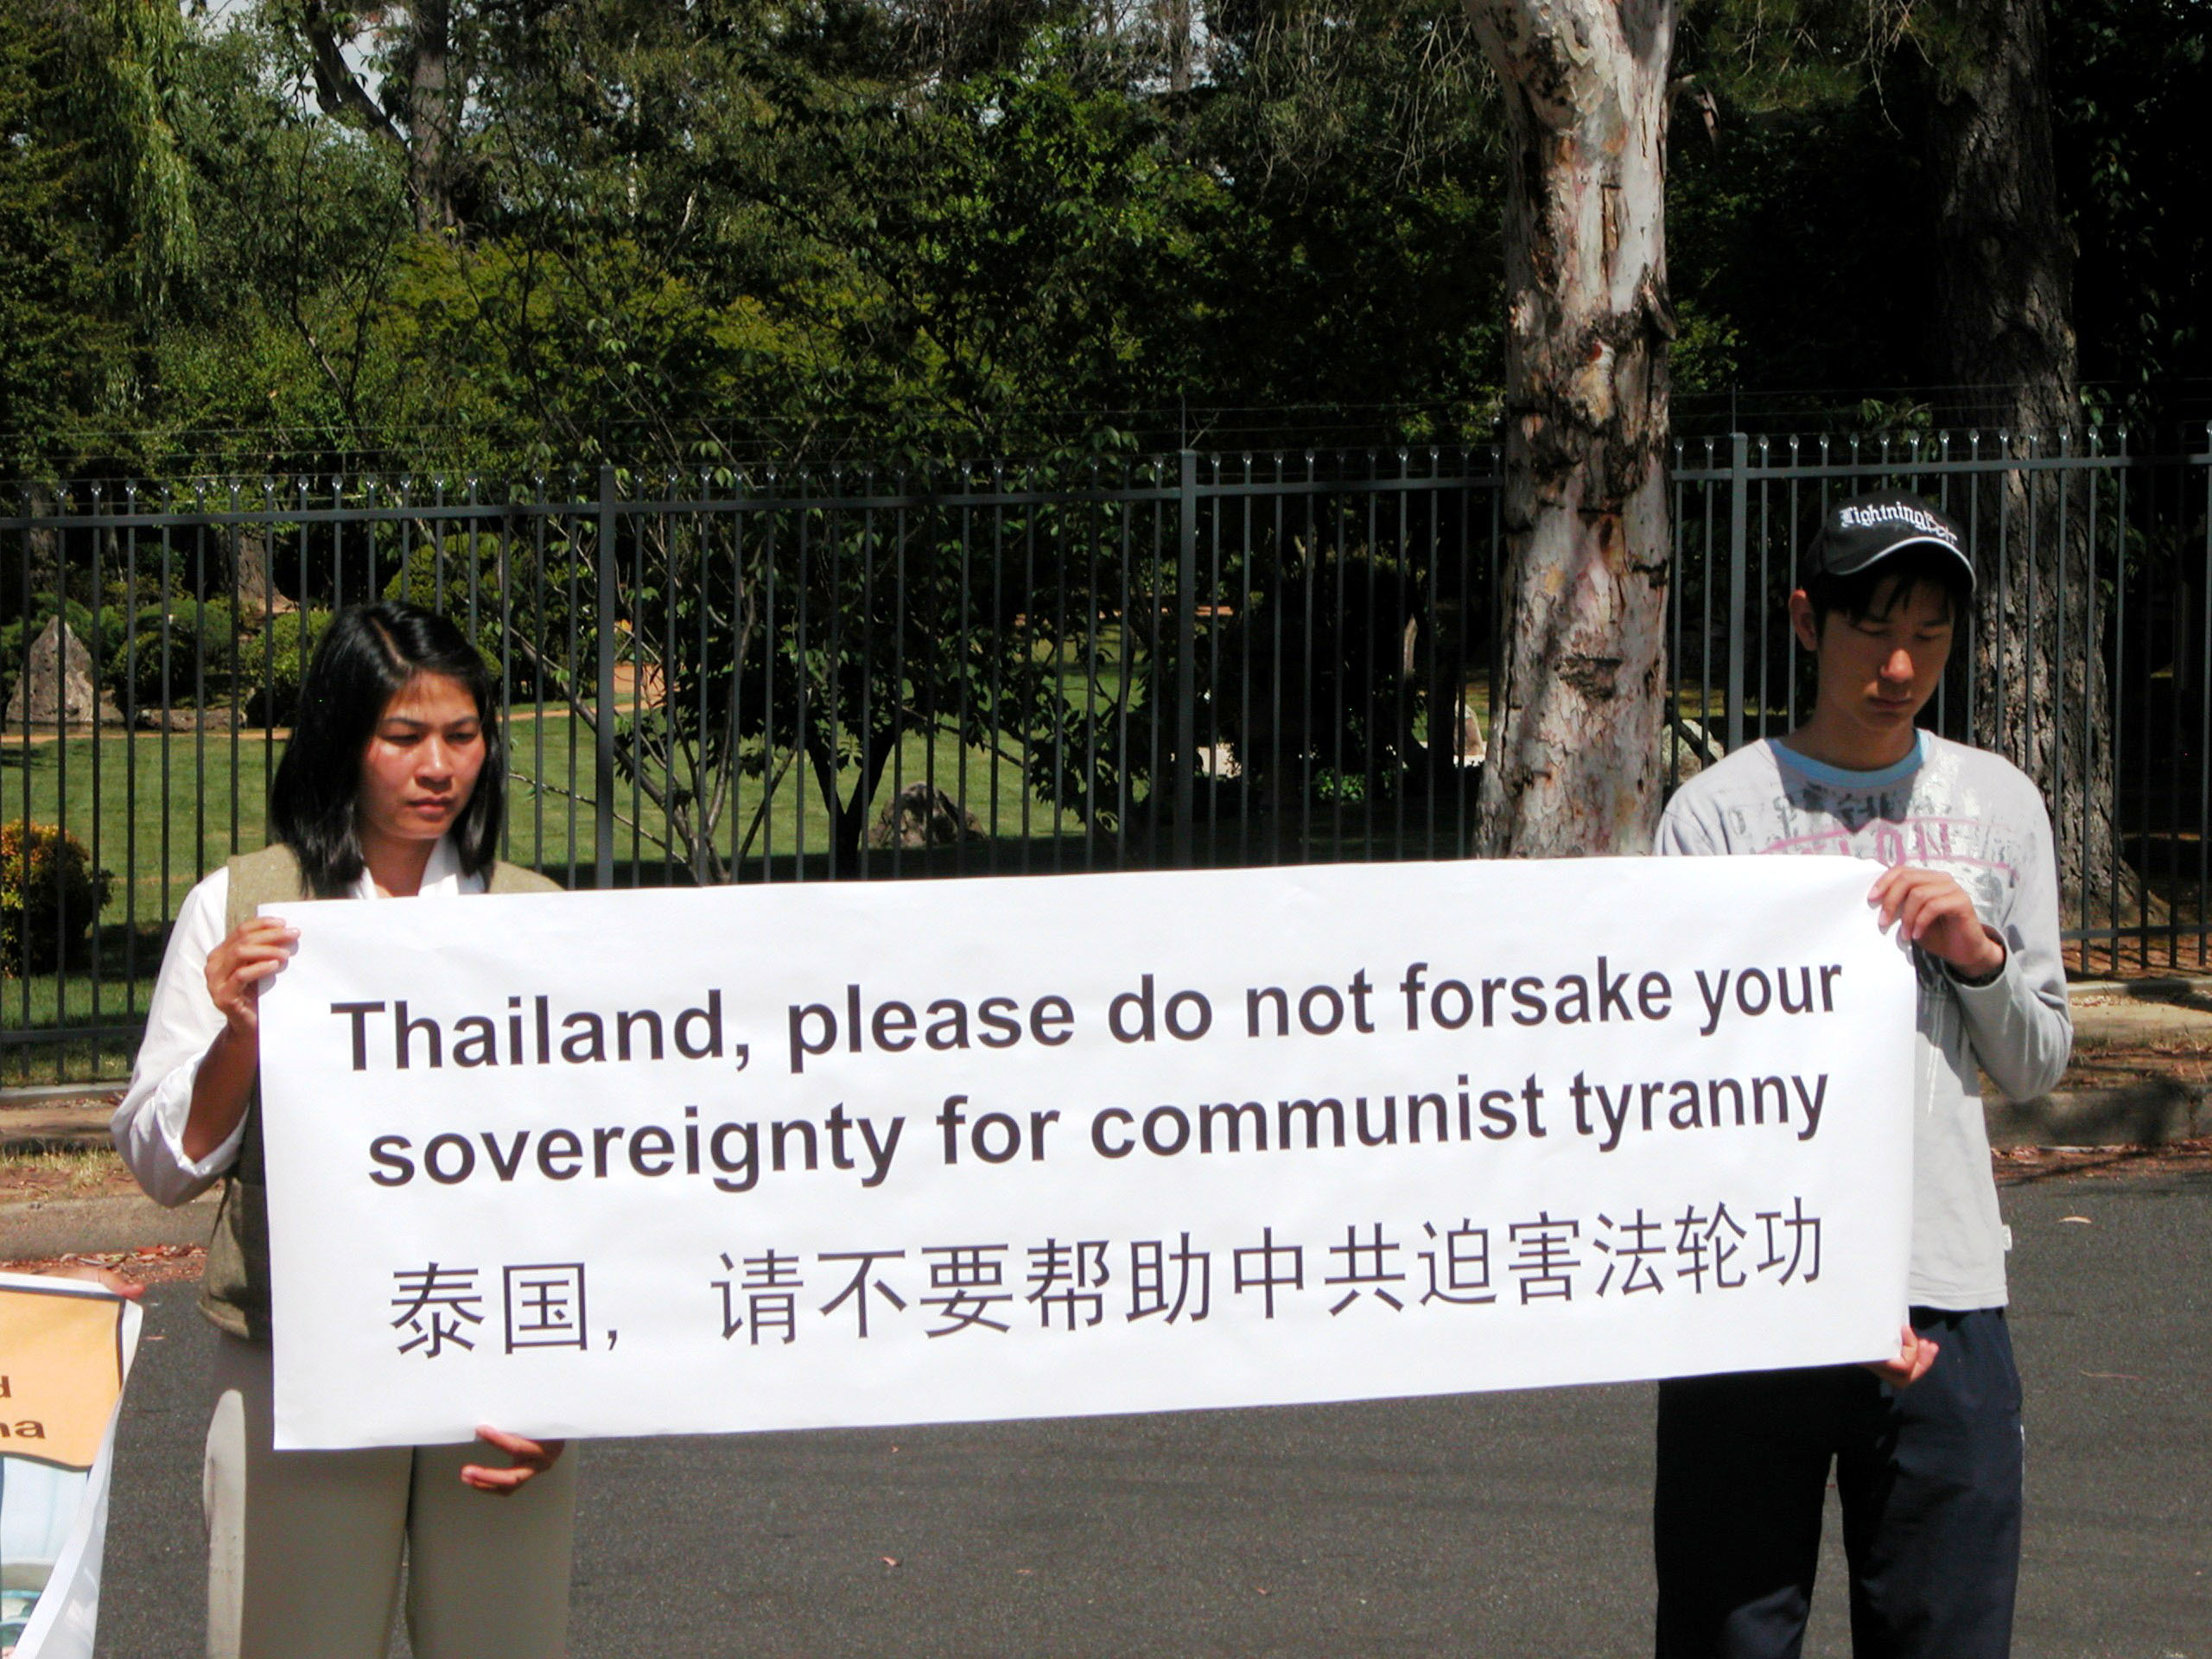 Lightning
Thailand, please do not forsake your
sovereignty for communist tyranny
泰国, 请不要帮助中共迫害法轮功